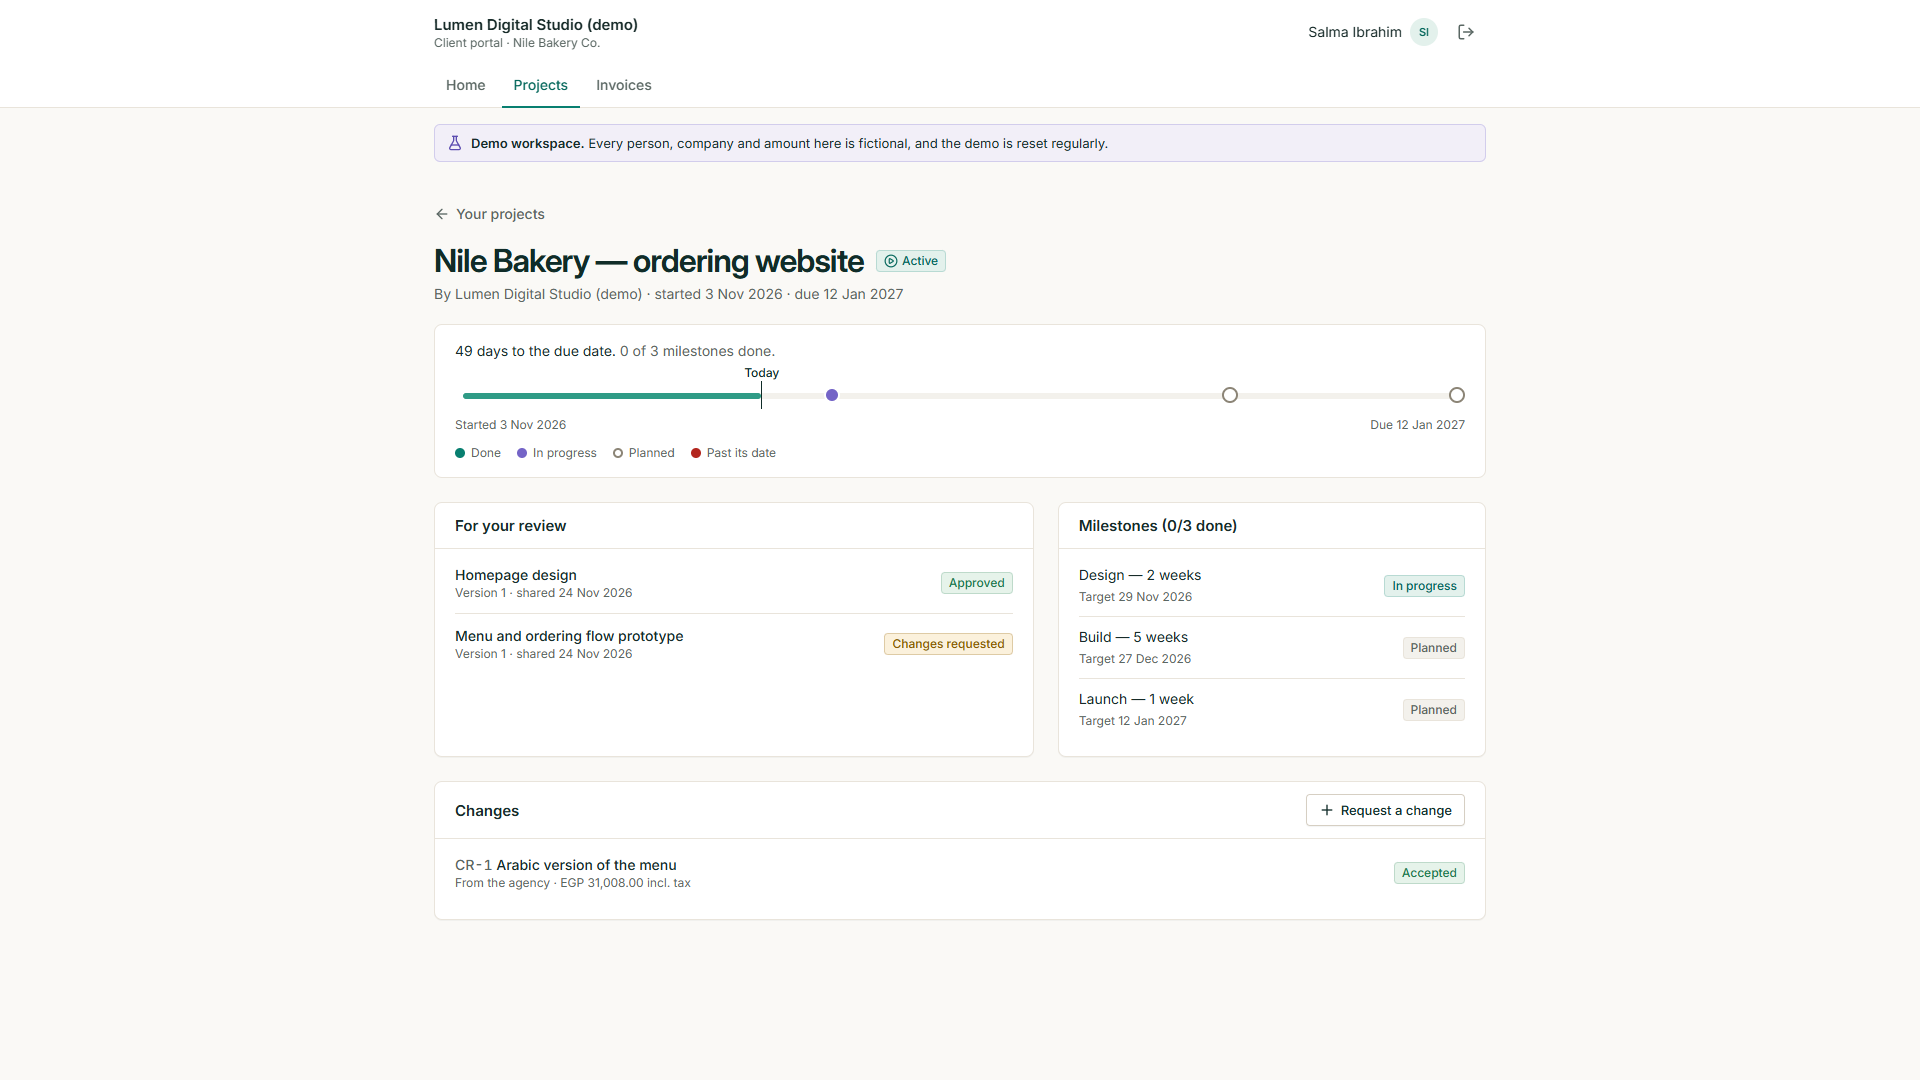 Lumen Digital Studio (demo)
Client portal · Nile Bakery Co.
Salma Ibrahim SI
Home Projects Invoices
Demo workspace. Every person, company and amount here is fictional, and the demo is reset regularly.
Your projects
Nile Bakery — ordering website Active
By Lumen Digital Studio (demo) · started 3 Nov 2026 · due 12 Jan 2027
49 days to the due date. 0 of 3 milestones done.
Today
Started 3 Nov 2026 Due 12 Jan 2027
Done In progress Planned Past its date
For your review
Homepage design
Version 1 · shared 24 Nov 2026
Approved
Menu and ordering flow prototype
Version 1 · shared 24 Nov 2026
Changes requested
Milestones (0/3 done)
Design — 2 weeks
Target 29 Nov 2026
In progress
Build — 5 weeks
Target 27 Dec 2026
Planned
Launch — 1 week
Target 12 Jan 2027
Planned
Changes
Request a change
CR-1 Arabic version of the menu
From the agency · EGP 31,008.00 incl. tax
Accepted